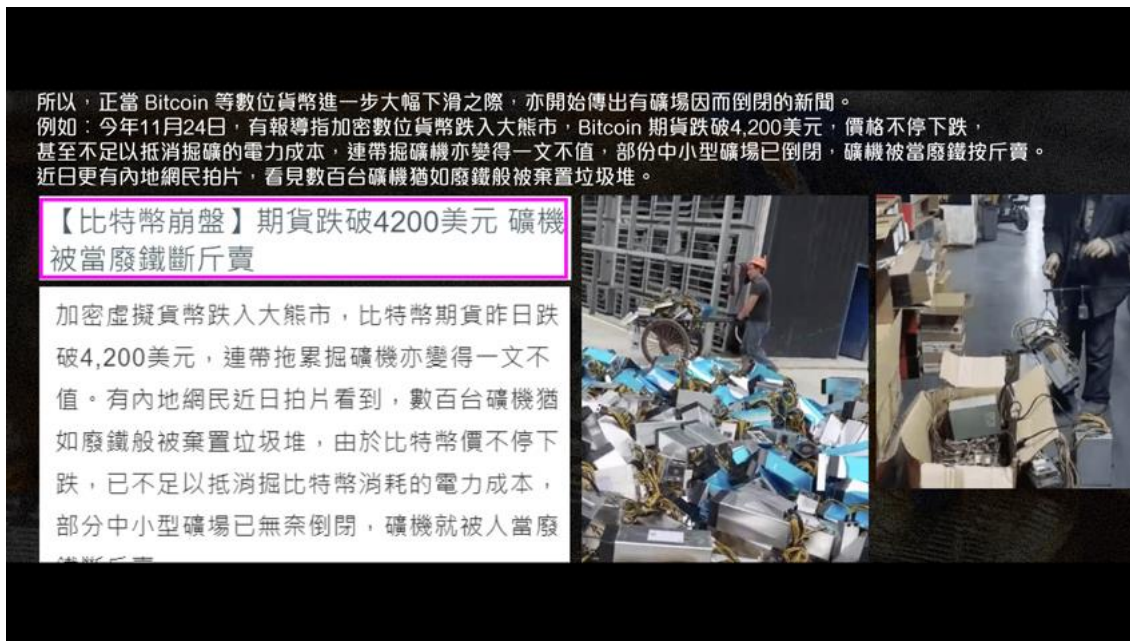 所以，正當 Bitcoin 等數位貨幣進一步大幅下滑之際，亦開始傳出有礦場因而倒閉的新聞。
例如：今年11月24日，有報導指加密數位貨幣跌入大熊市，Bitcoin 期貨跌破4,200美元，價格不停下跌，
甚至不足以抵消掘礦的電力成本，連帶掘礦機亦變得一文不值，部份中小型礦場已倒閉，礦機被當廢鐵按斤賣。
近日更有內地網民拍片，看見數百台礦機猶如廢鐵般被棄置垃圾堆。
【比特幣崩盤】期貨跌破4200美元 礦機
被當廢鐵斷斤賣
加密虛擬貨幣跌入大熊市，比特幣期貨昨日跌
破4,200美元，連帶拖累掘礦機亦變得一文不
值。有內地網民近日拍片看到，數百台礦機猶
如廢鐵般被棄置垃圾堆，由於比特幣價不停下
跌，已不足以抵消掘比特幣消耗的電力成本，
部分中小型礦場已無奈倒閉，礦機就被人當廢